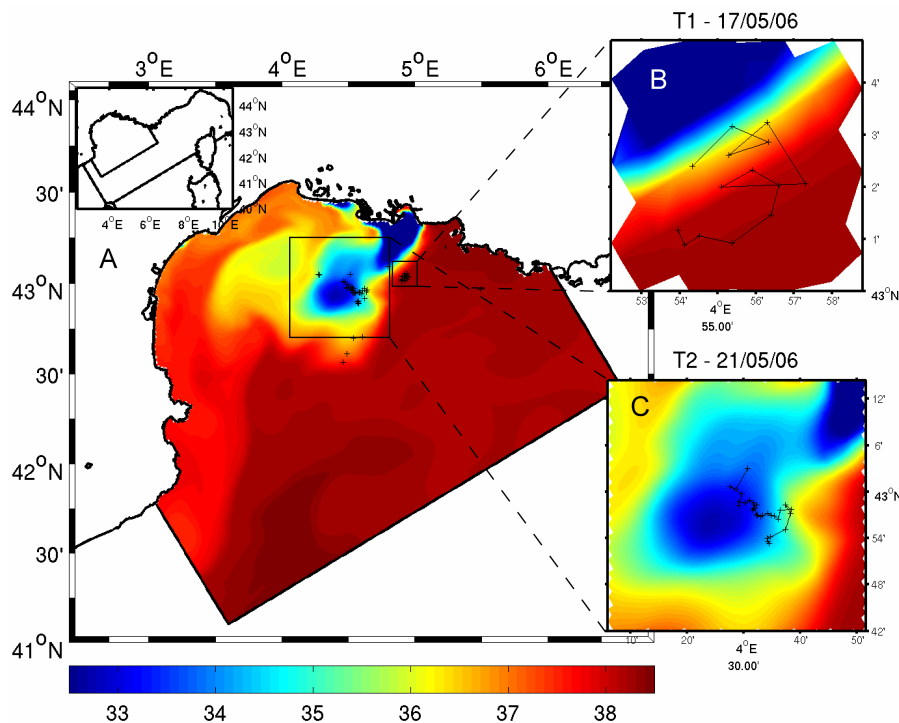 T1 - 17/05/06
3°E 4°E 5°E 6°E
44°N
30'
43°N
30'
42°N
30'
41°N
44°N
43°N
42°N
41°N
40°N
4°E 6°E 8°E 10°E
A
B
4'
3'
2'
1'
43°N
53' 54' 55' 56' 57' 58'
4°E
55.00'
T2 - 21/05/06
C
12'
6'
43°N
54'
48'
42'
10' 20' 30' 40' 50'
4°E
30.00'
33 34 35 36 37 38